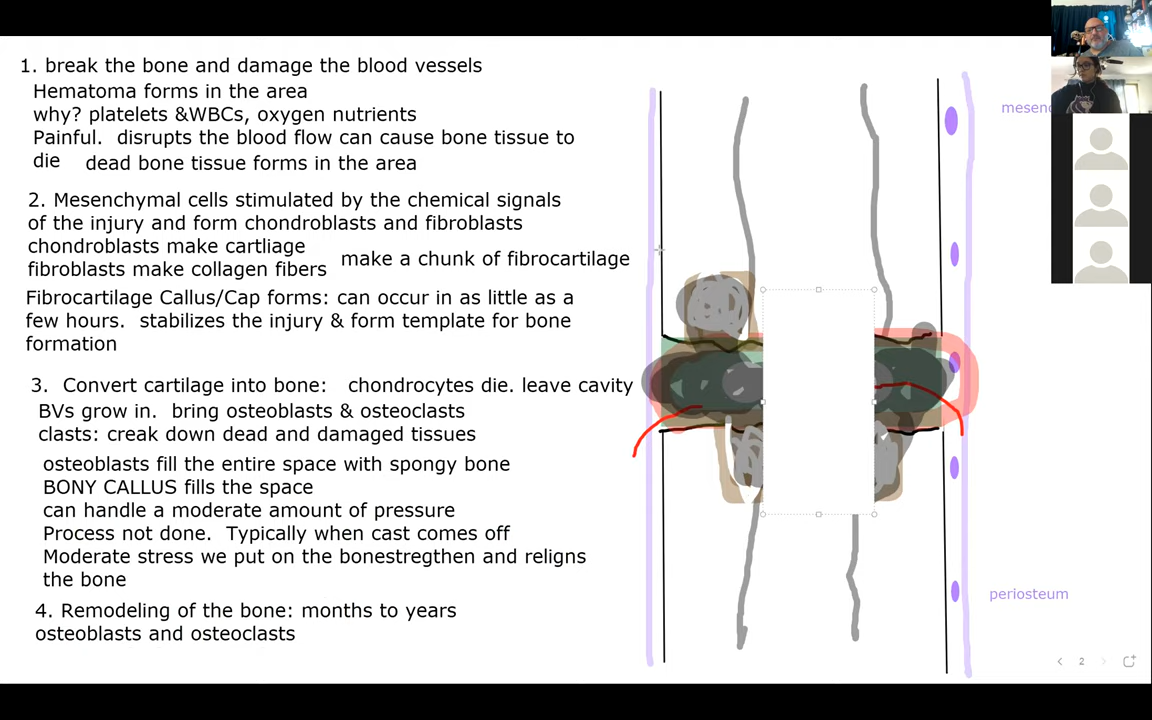 1. break the bone and damage the blood vessels
Hematoma forms in the area
why? platelets &WBCs, oxygen nutrients
Painful. disrupts the blood flow can cause bone tissue to
die dead bone tissue forms in the area
2. Mesenchymal cells stimulated by the chemical signals
of the injury and form chondroblasts and fibroblasts
chondroblasts make cartliage
fibroblasts make collagen fibers make a chunk of fibrocartilage
Fibrocartilage Callus/Cap forms: can occur in as little as a
few hours. stabilizes the injury & form template for bone
formation
3. Convert cartilage into bone: chondrocytes die. leave cavity
BVs grow in. bring osteoblasts & osteoclasts
clasts: creak down dead and damaged tissues
osteoblasts fill the entire space with spongy bone
BONY CALLUS fills the space
can handle a moderate amount of pressure
Process not done. Typically when cast comes off
Moderate stress we put on the bonestregthen and religns
the bone
4. Remodeling of the bone: months to years
osteoblasts and osteoclasts
periosteum
2